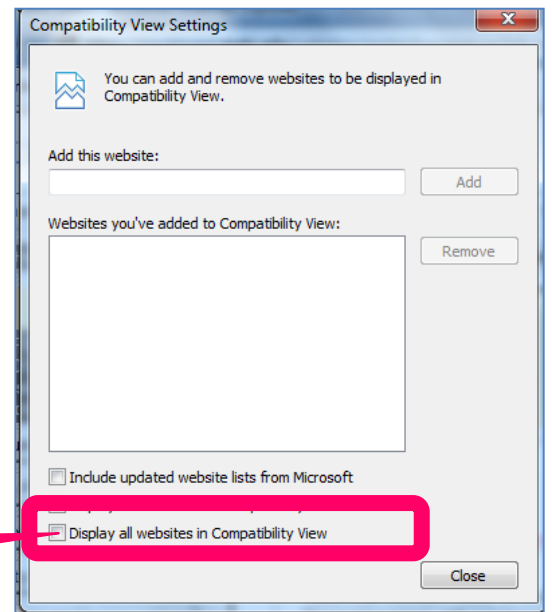 Compatibility View Settings
You can add and remove websites to be displayed in
Compatibility View.
Add this website:
Add
Websites you've added to Compatibility View:
Remove
Include updated website lists from Microsoft
Display all websites in Compatibility View
Close